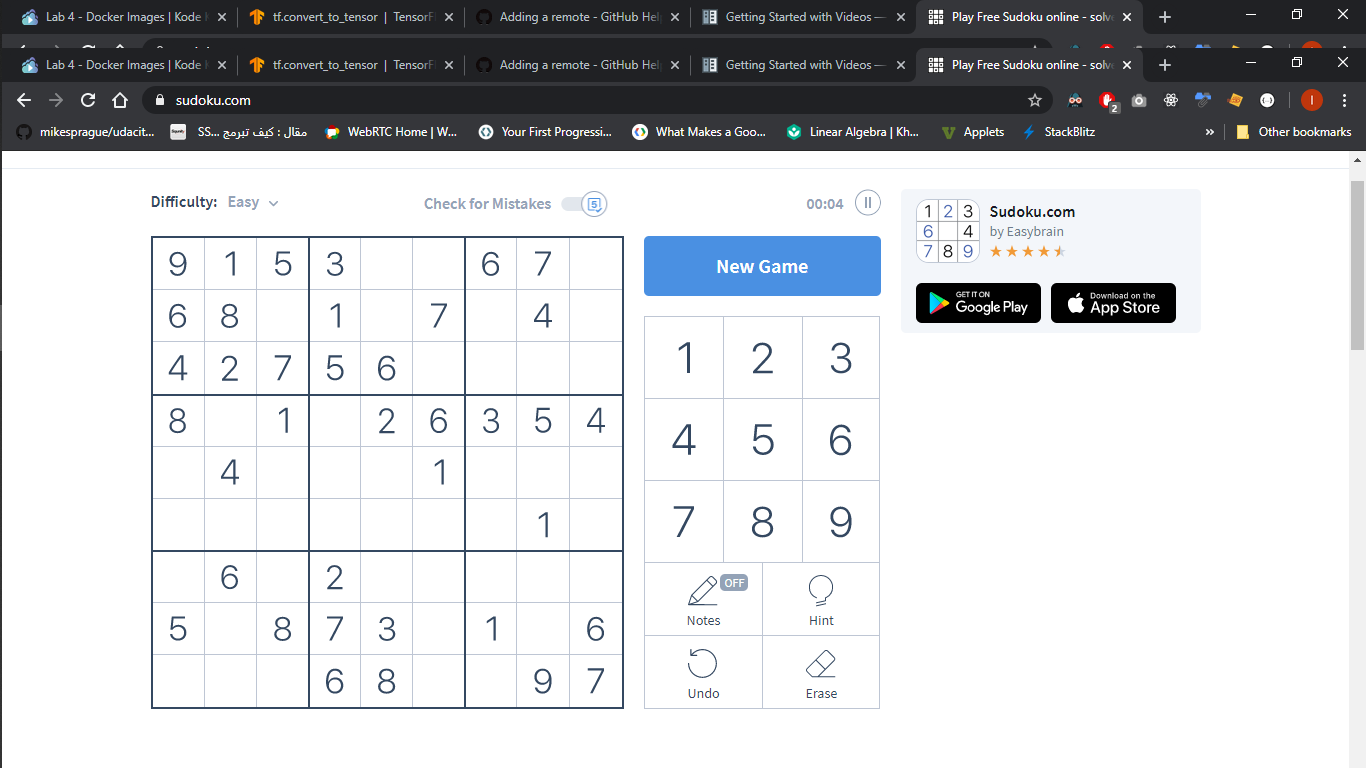 Lab 4 - Docker Images | Kode tf.convert_to_tensor | TensorF Adding a remote - GitHub Hel Getting Started with Videos — Play Free Sudoku online - solv
Lab 4 - Docker Images | Kode tf.convert_to_tensor | TensorF Adding a remote - GitHub Hel Getting Started with Videos — Play Free Sudoku online - solv
sudoku.com 2 I
mikesprague/udacit... SS... مقال : كيف تبرمج WebRTC Home | W... Your First Progressi... What Makes a Goo... Linear Algebra | Kh... Applets StackBlitz » Other bookmarks
Difficulty: Easy Check for Mistakes 00:04
9 1 5 3 6 7
6 8 1 7 4
4 2 7 5 6
8 1 2 6 3 5 4
4 1
1
6 2
5 8 7 3 1 6
6 8 9 7
New Game
1 2 3
4 5 6
7 8 9
OFF
Notes Hint
Undo Erase
1 2 3
6 4
7 8 9
Sudoku.com
by Easybrain
GET IT ON
Google Play
Download on the
App Store